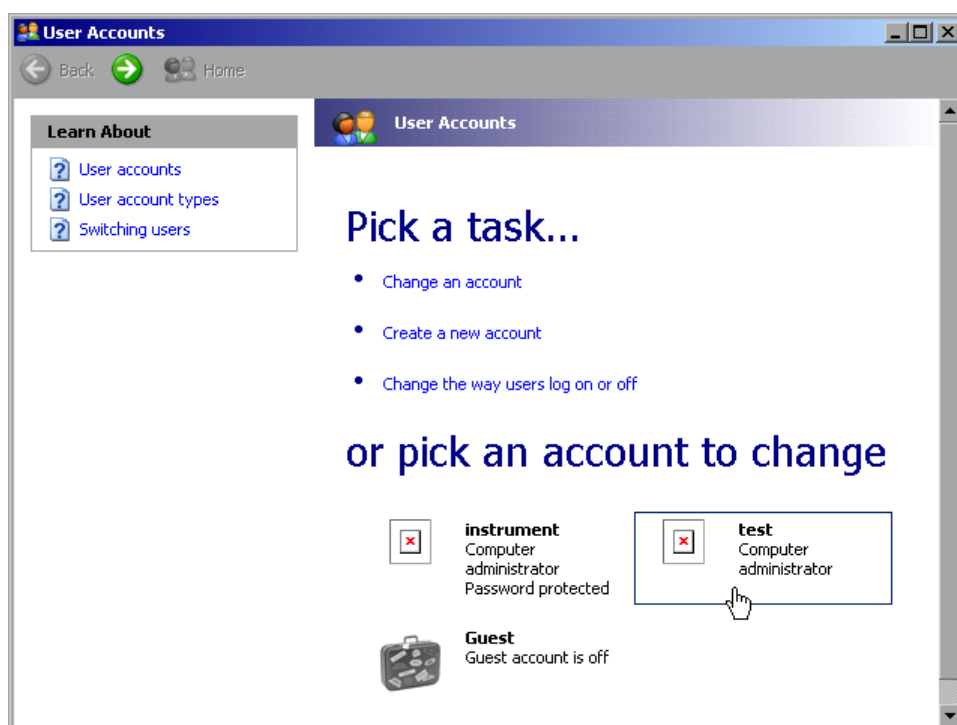 User Accounts
Back Home
Learn About
User accounts
User account types
Switching users
User Accounts
Pick a task...
• Change an account
• Create a new account
• Change the way users log on or off
or pick an account to change
instrument
Computer
administrator
Password protected
test
Computer
administrator
Guest
Guest account is off